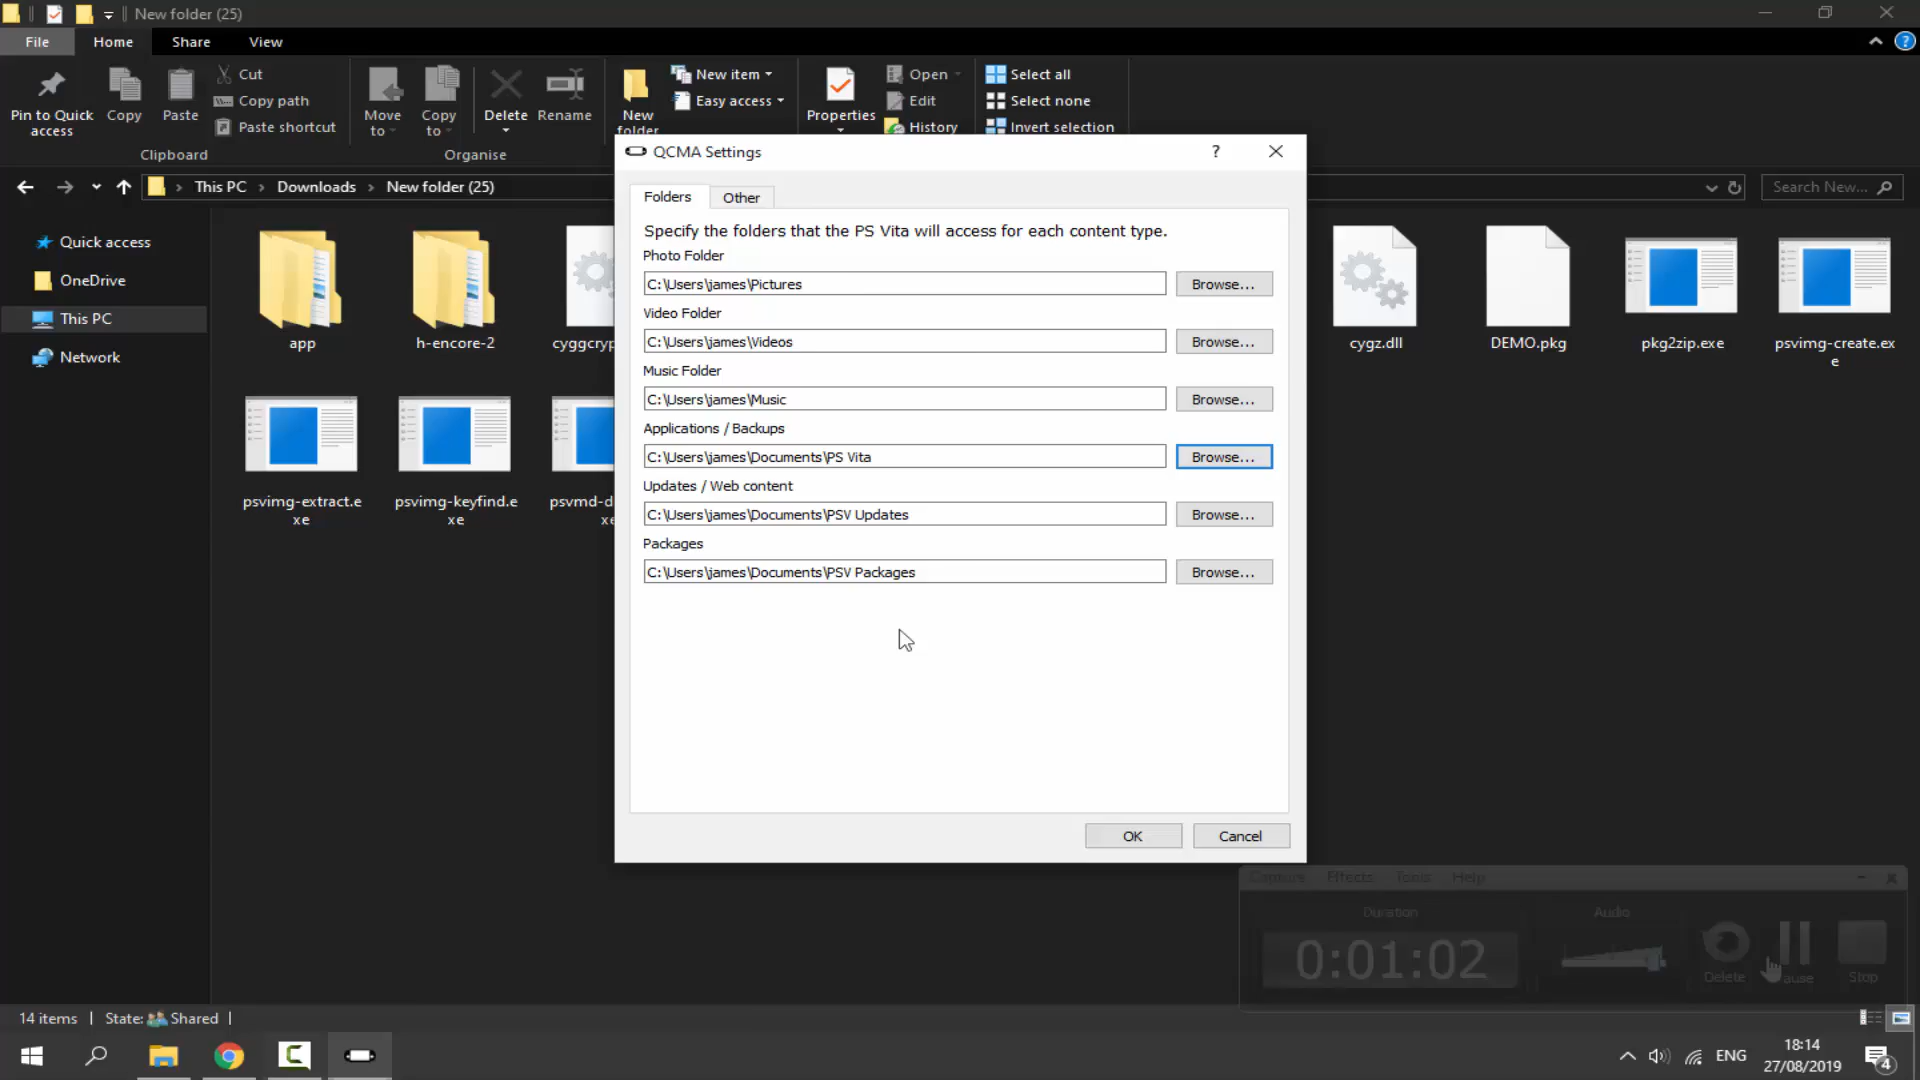 New folder (25)
File
Home
Share
View
Pin to Quick
access
Copy
Paste
Cut
Copy path
Paste shortcut
Clipboard
Move
to
Copy
to
Delete
Rename
Organise
New
folder
New item
Easy access
Properties
Open
Edit
History
Select all
Select none
Invert selection
This PC
Downloads
New folder (25)
Search New...
Quick access
OneDrive
This PC
Network
app
h-encore-2
cyggcryp
cygz.dll
DEMO.pkg
pkg2zip.exe
psvimg-create.ex
e
psvimg-extract.e
xe
psvimg-keyfind.e
xe
psvmd-d
xe
QCMA Settings
?
Folders
Other
Specify the folders that the PS Vita will access for each content type.
Photo Folder
C:\Users\james\Pictures
Browse...
Video Folder
C:\Users\james\Videos
Browse...
Music Folder
C:\Users\james\Music
Browse...
Applications / Backups
C:\Users\james\Documents\PS Vita
Browse...
Updates / Web content
C:\Users\james\Documents\PSV Updates
Browse...
Packages
C:\Users\james\Documents\PSV Packages
Browse...
OK
Cancel
Capture
Effects
Tools
Help
Duration
0:01:02
Audio
Delete
Pause
Stop
14 items
State:
Shared
ENG
18:14
27/08/2019
4